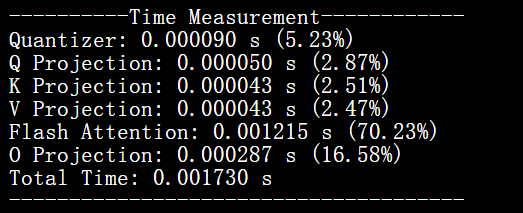 ----------Time Measurement------------
Quantizer: 0.000090 s (5.23%)
Q Projection: 0.000050 s (2.87%)
K Projection: 0.000043 s (2.51%)
V Projection: 0.000043 s (2.47%)
Flash Attention: 0.001215 s (70.23%)
O Projection: 0.000287 s (16.58%)
Total Time: 0.001730 s
--------------------------------------